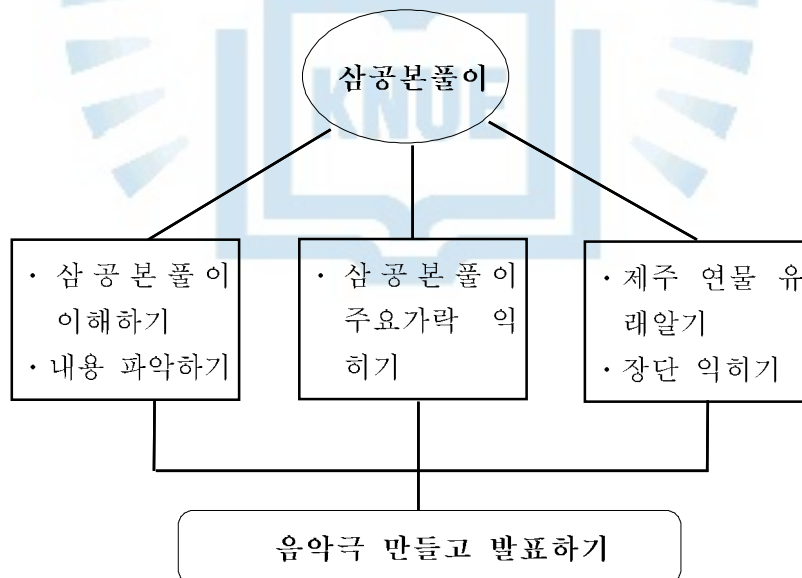 삼공본풀이
KNUE
· 삼공본풀이
이해하기
· 내용 파악하기
· 삼공본풀이
주요가락 익
히기
· 제주 연물 유
래알기
· 장단 익히기
음악극 만들고 발표하기